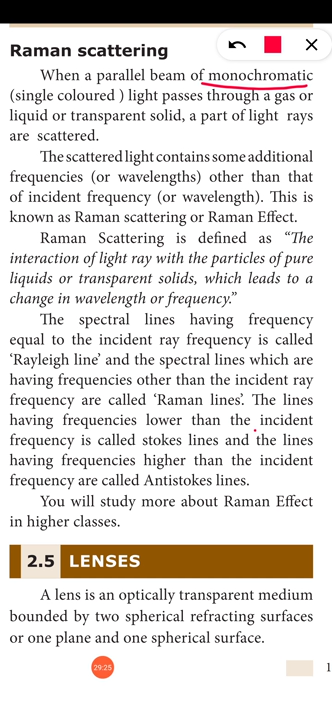 Raman scattering
When a parallel beam of monochromatic
(single coloured ) light passes through a gas or
liquid or transparent solid, a part of light rays
are scattered.
The scattered light contains some additional
frequencies (or wavelengths) other than that
of incident frequency (or wavelength). This is
known as Raman scattering or Raman Effect.
Raman Scattering is defined as “The
interaction of light ray with the particles of pure
liquids or transparent solids, which leads to a
change in wavelength or frequency.”
The spectral lines having frequency
equal to the incident ray frequency is called
‘Rayleigh line’ and the spectral lines which are
having frequencies other than the incident ray
frequency are called ‘Raman lines’. The lines
having frequencies lower than the incident
frequency is called stokes lines and the lines
having frequencies higher than the incident
frequency are called Antistokes lines.
You will study more about Raman Effect
in higher classes.
2.5 LENSES
A lens is an optically transparent medium
bounded by two spherical refracting surfaces
or one plane and one spherical surface.
29:25 1